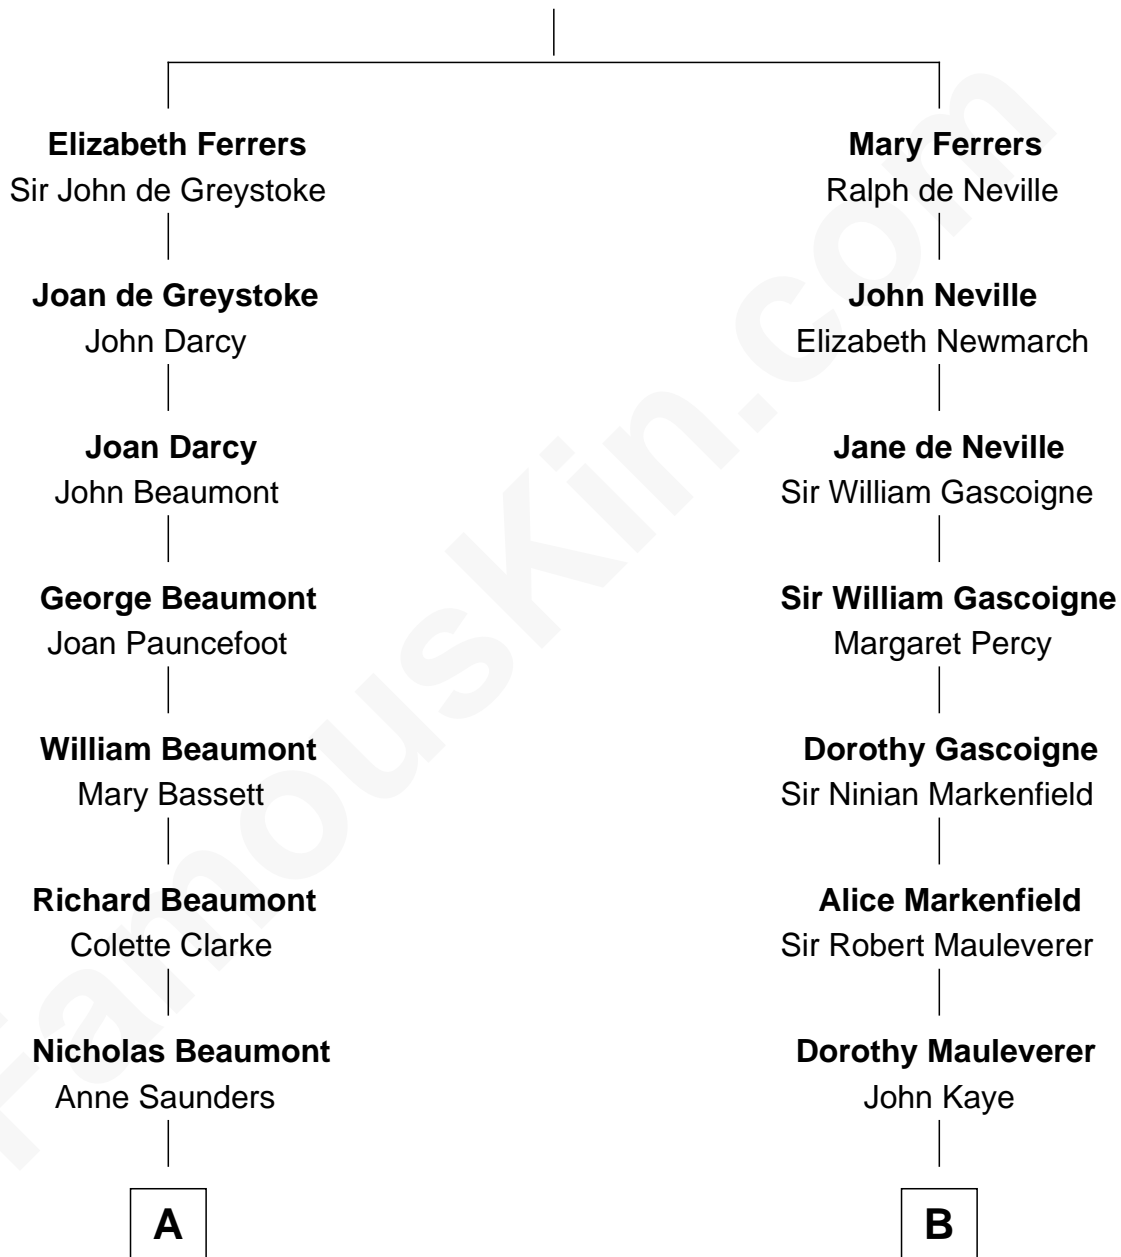 Elizabeth Ferrers
Sir John de Greystoke
Mary Ferrers
Ralph de Neville
Joan de Greystoke
John Darcy
John Neville
Elizabeth Newmarch
Joan Darcy
John Beaumont
Jane de Neville
Sir William Gascoigne
George Beaumont
Joan Pauncefoot
Sir William Gascoigne
Margaret Percy
William Beaumont
Mary Bassett
Dorothy Gascoigne
Sir Ninian Markenfield
Richard Beaumont
Colette Clarke
Alice Markenfield
Sir Robert Mauleverer
Nicholas Beaumont
Anne Saunders
Dorothy Mauleverer
John Kaye
A
B
FamousKin.com